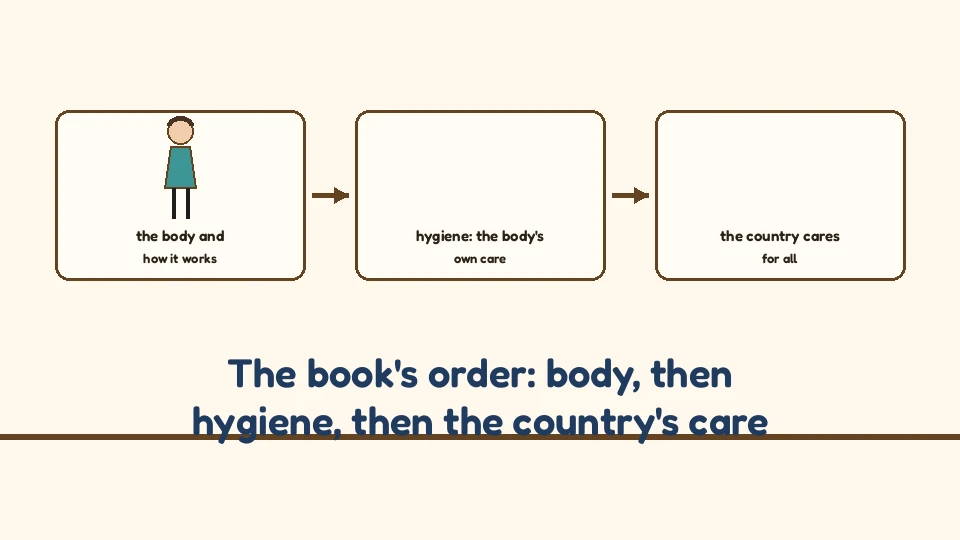 the body and
how it works
hygiene: the body's
own care
the country cares
for all
The book's order: body, then
hygiene, then the country's care